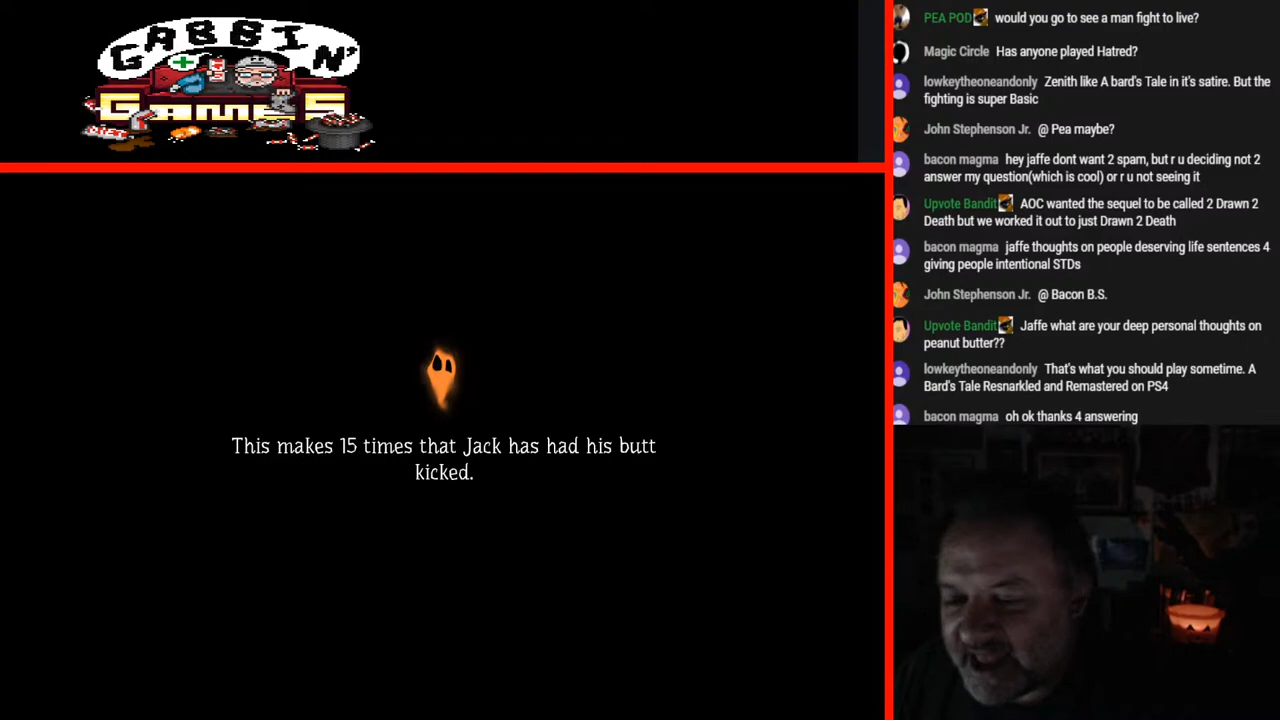 GABBIN'
GAMES
This makes 15 times that Jack has had his butt
kicked.
PEA POD would you go to see a man fight to live?
Magic Circle Has anyone played Hatred?
lowkeytheoneandonly Zenith like A bard's Tale in it's satire. But the
fighting is super Basic
John Stephenson Jr. @ Pea maybe?
bacon magma hey jaffe dont want 2 spam, but r u deciding not 2
answer my question(which is cool) or r u not seeing it
Upvote Bandit AOC wanted the sequel to be called 2 Drawn 2
Death but we worked it out to just Drawn 2 Death
bacon magma jaffe thoughts on people deserving life sentences 4
giving people intentional STDs
John Stephenson Jr. @ Bacon B.S.
Upvote Bandit Jaffe what are your deep personal thoughts on
peanut butter??
lowkeytheoneandonly That's what you should play sometime. A
Bard's Tale Resnarkled and Remastered on PS4
bacon magma oh ok thanks 4 answering